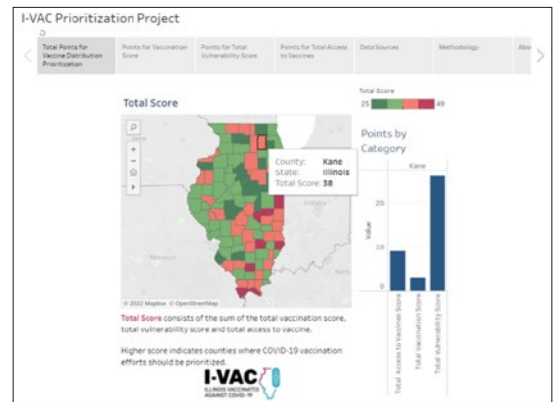 I-VAC Prioritization Project
Total Points for
Vaccine Distribution
Prioritization
Points for Vaccination
Score
Points for Total
Vulnerability Score
Points for Total Access
to Vaccines
Data Sources
Methodology
Abou
Total Score
Total Score
25
49
County: Kane
State: Illinois
Total Score: 38
Indiana
Missouri
© 2022 Mapbox © OpenStreetMap
Points by
Category
Kane
Value
20
10
0
Total Access to Vaccines Score
Total Vaccination Score
Total Vulnerability Score
Total Score consists of the sum of the total vaccination score,
total vulnerability score and total access to vaccine.
Higher score indicates counties where COVID-19 vaccination
efforts should be prioritized.
I-VAC
ILLINOIS VACCINATES
AGAINST COVID-19